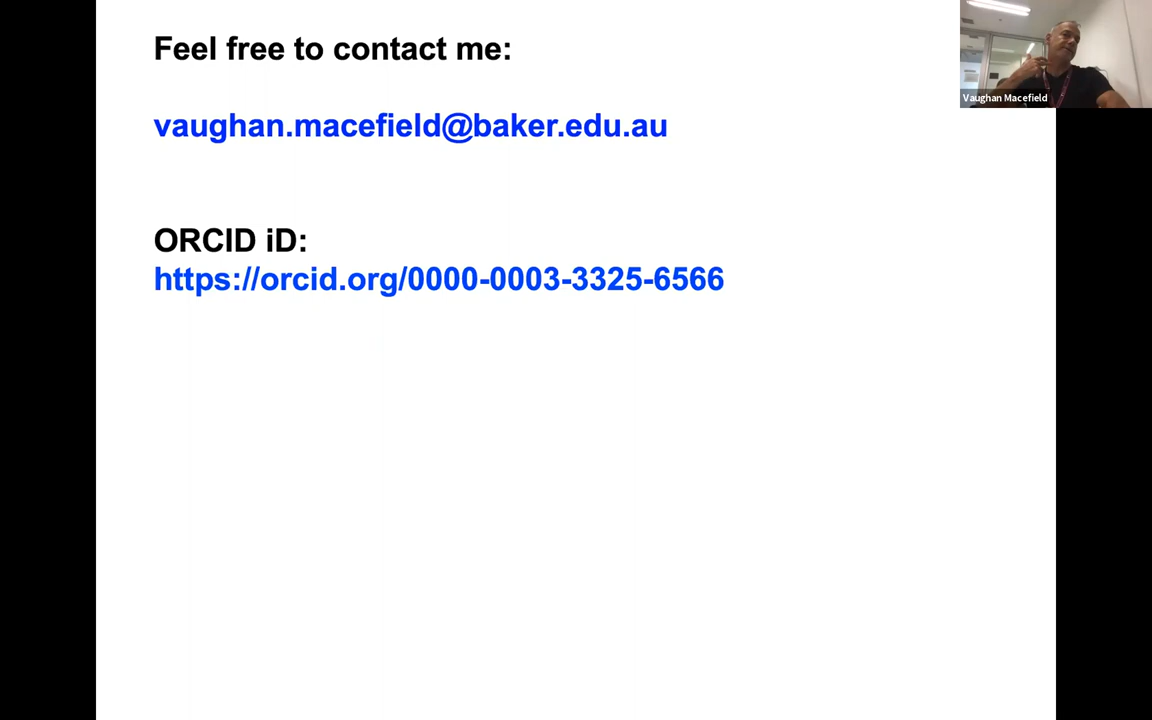 Feel free to contact me:
vaughan.macefield@baker.edu.au
ORCID iD:
https://orcid.org/0000-0003-3325-6566
Vaughan Macefield